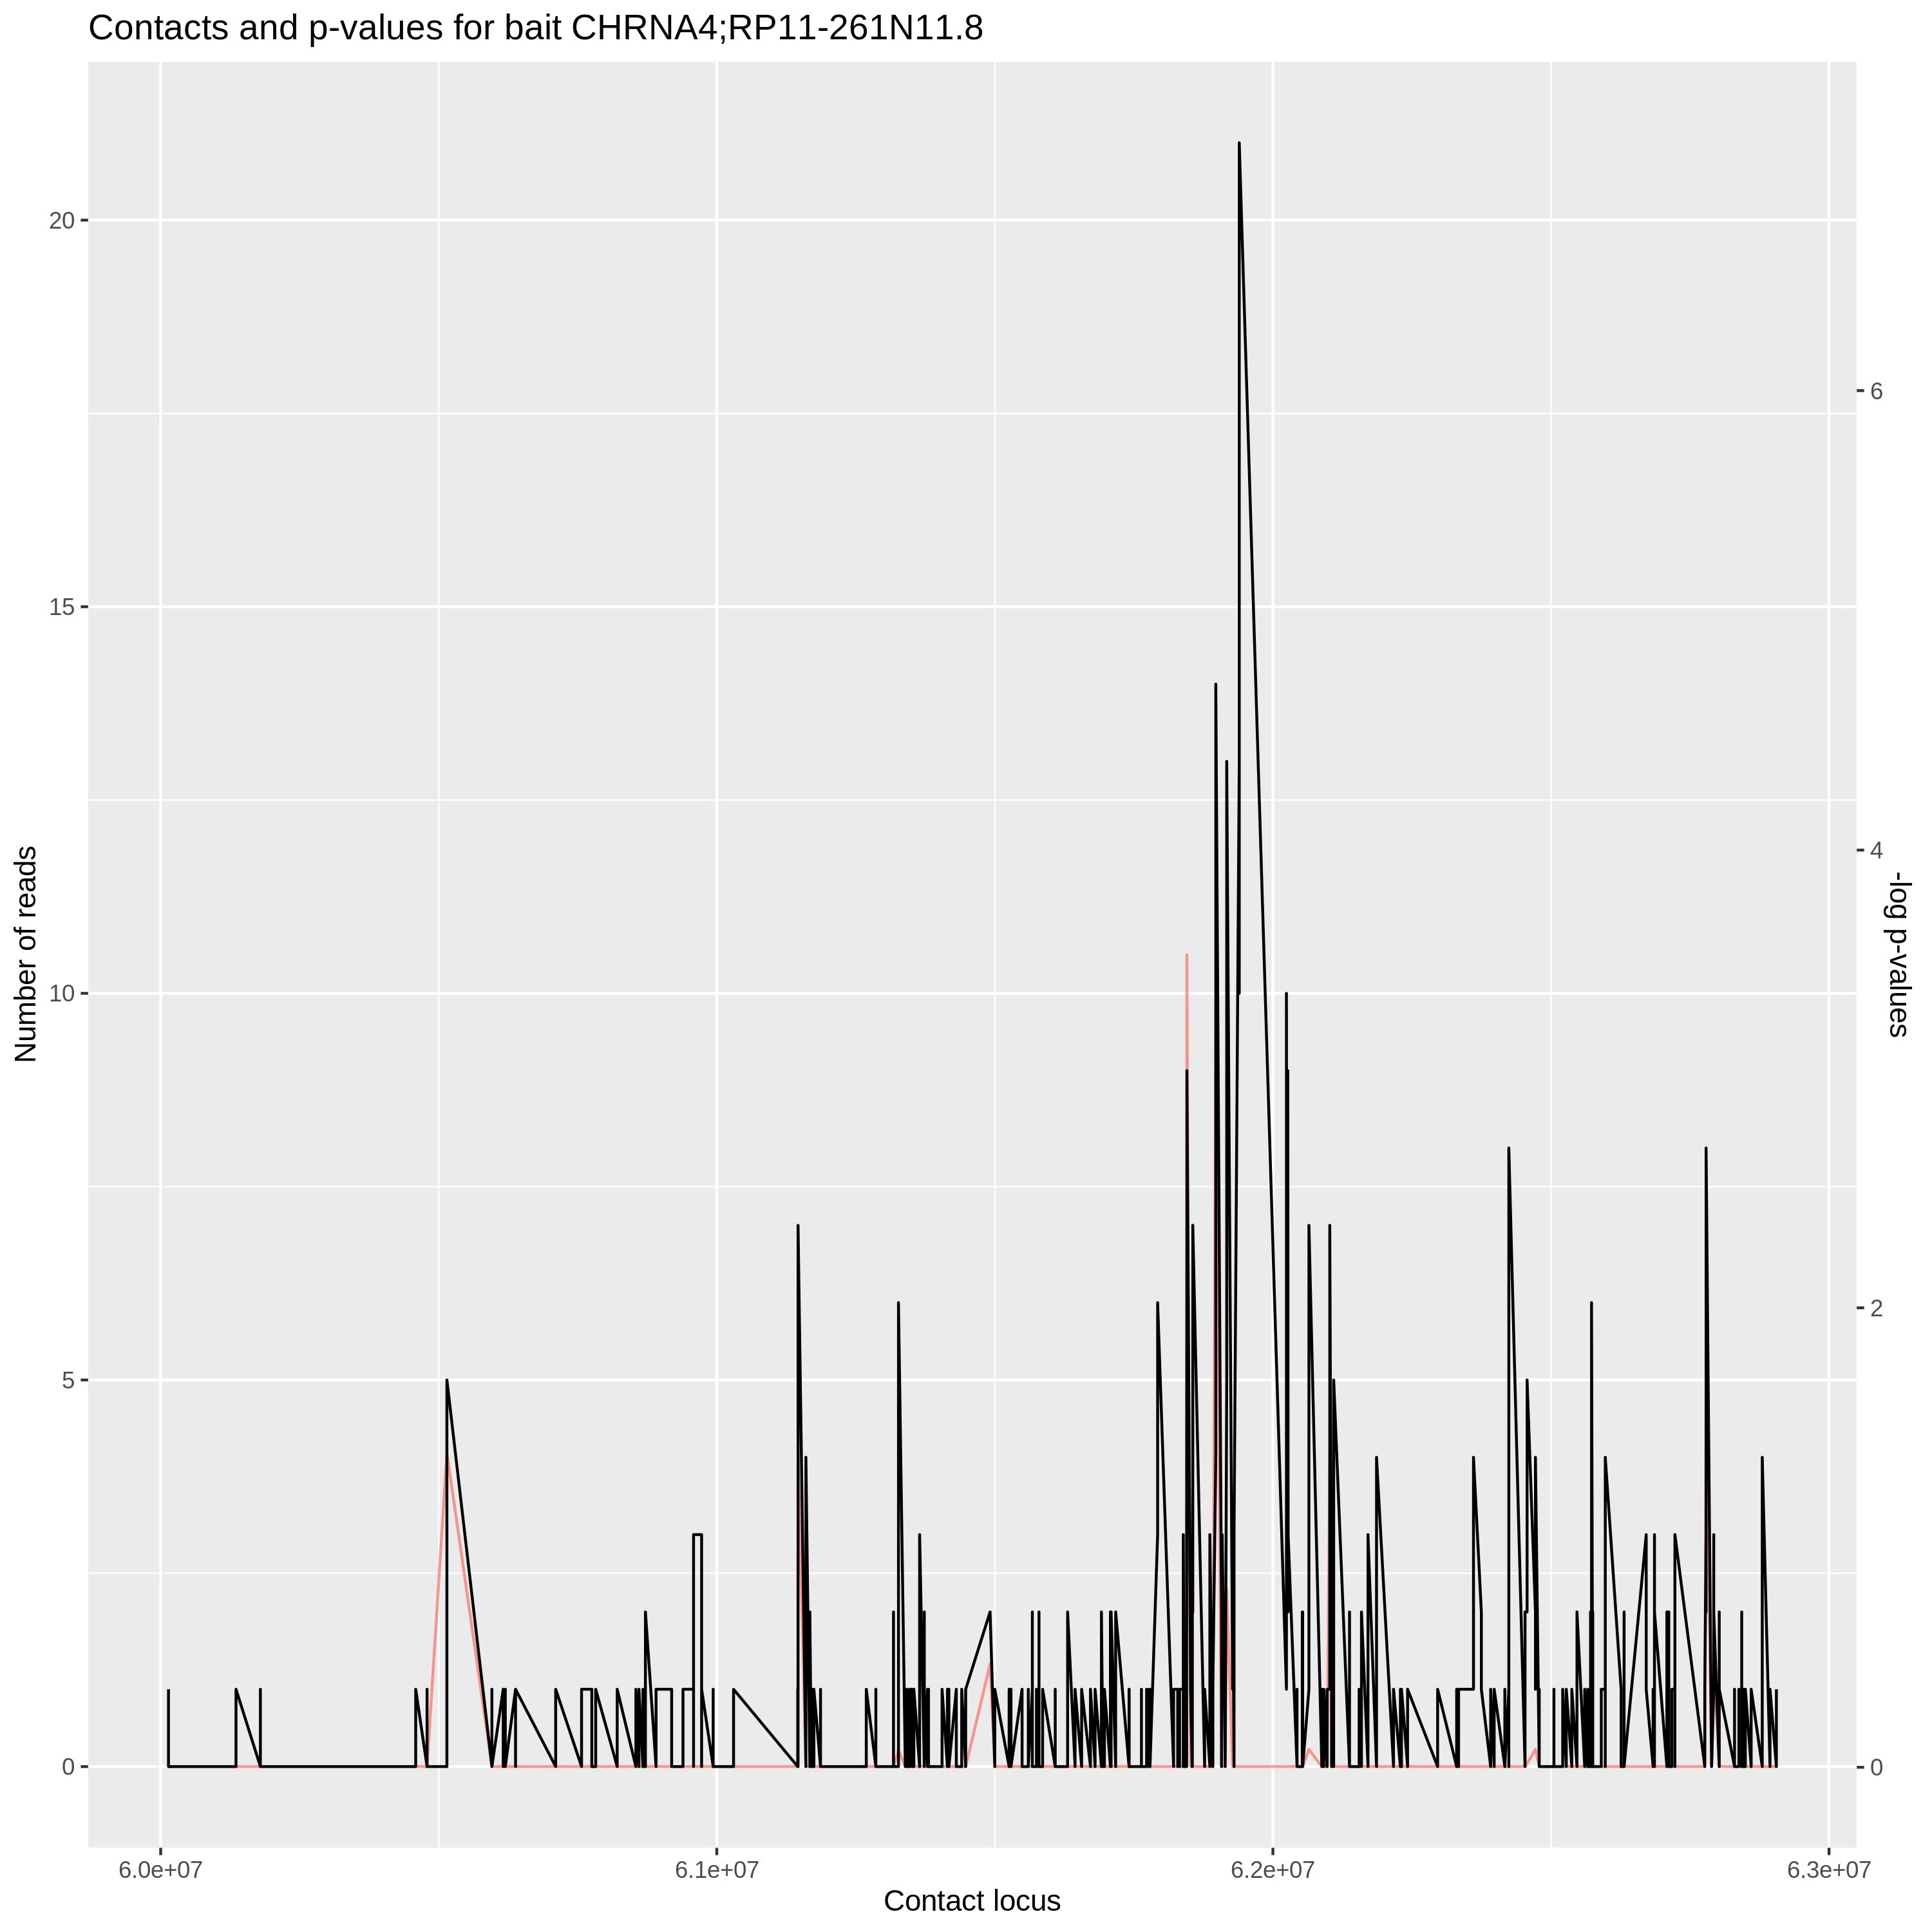 Contacts and p-values for bait CHRNA4;RP11-261N11.8
20
15
10
5
0
Number of reads
6
4
2
0
-log p-values
6.0e+07 6.1e+07 6.2e+07 6.3e+07
Contact locus